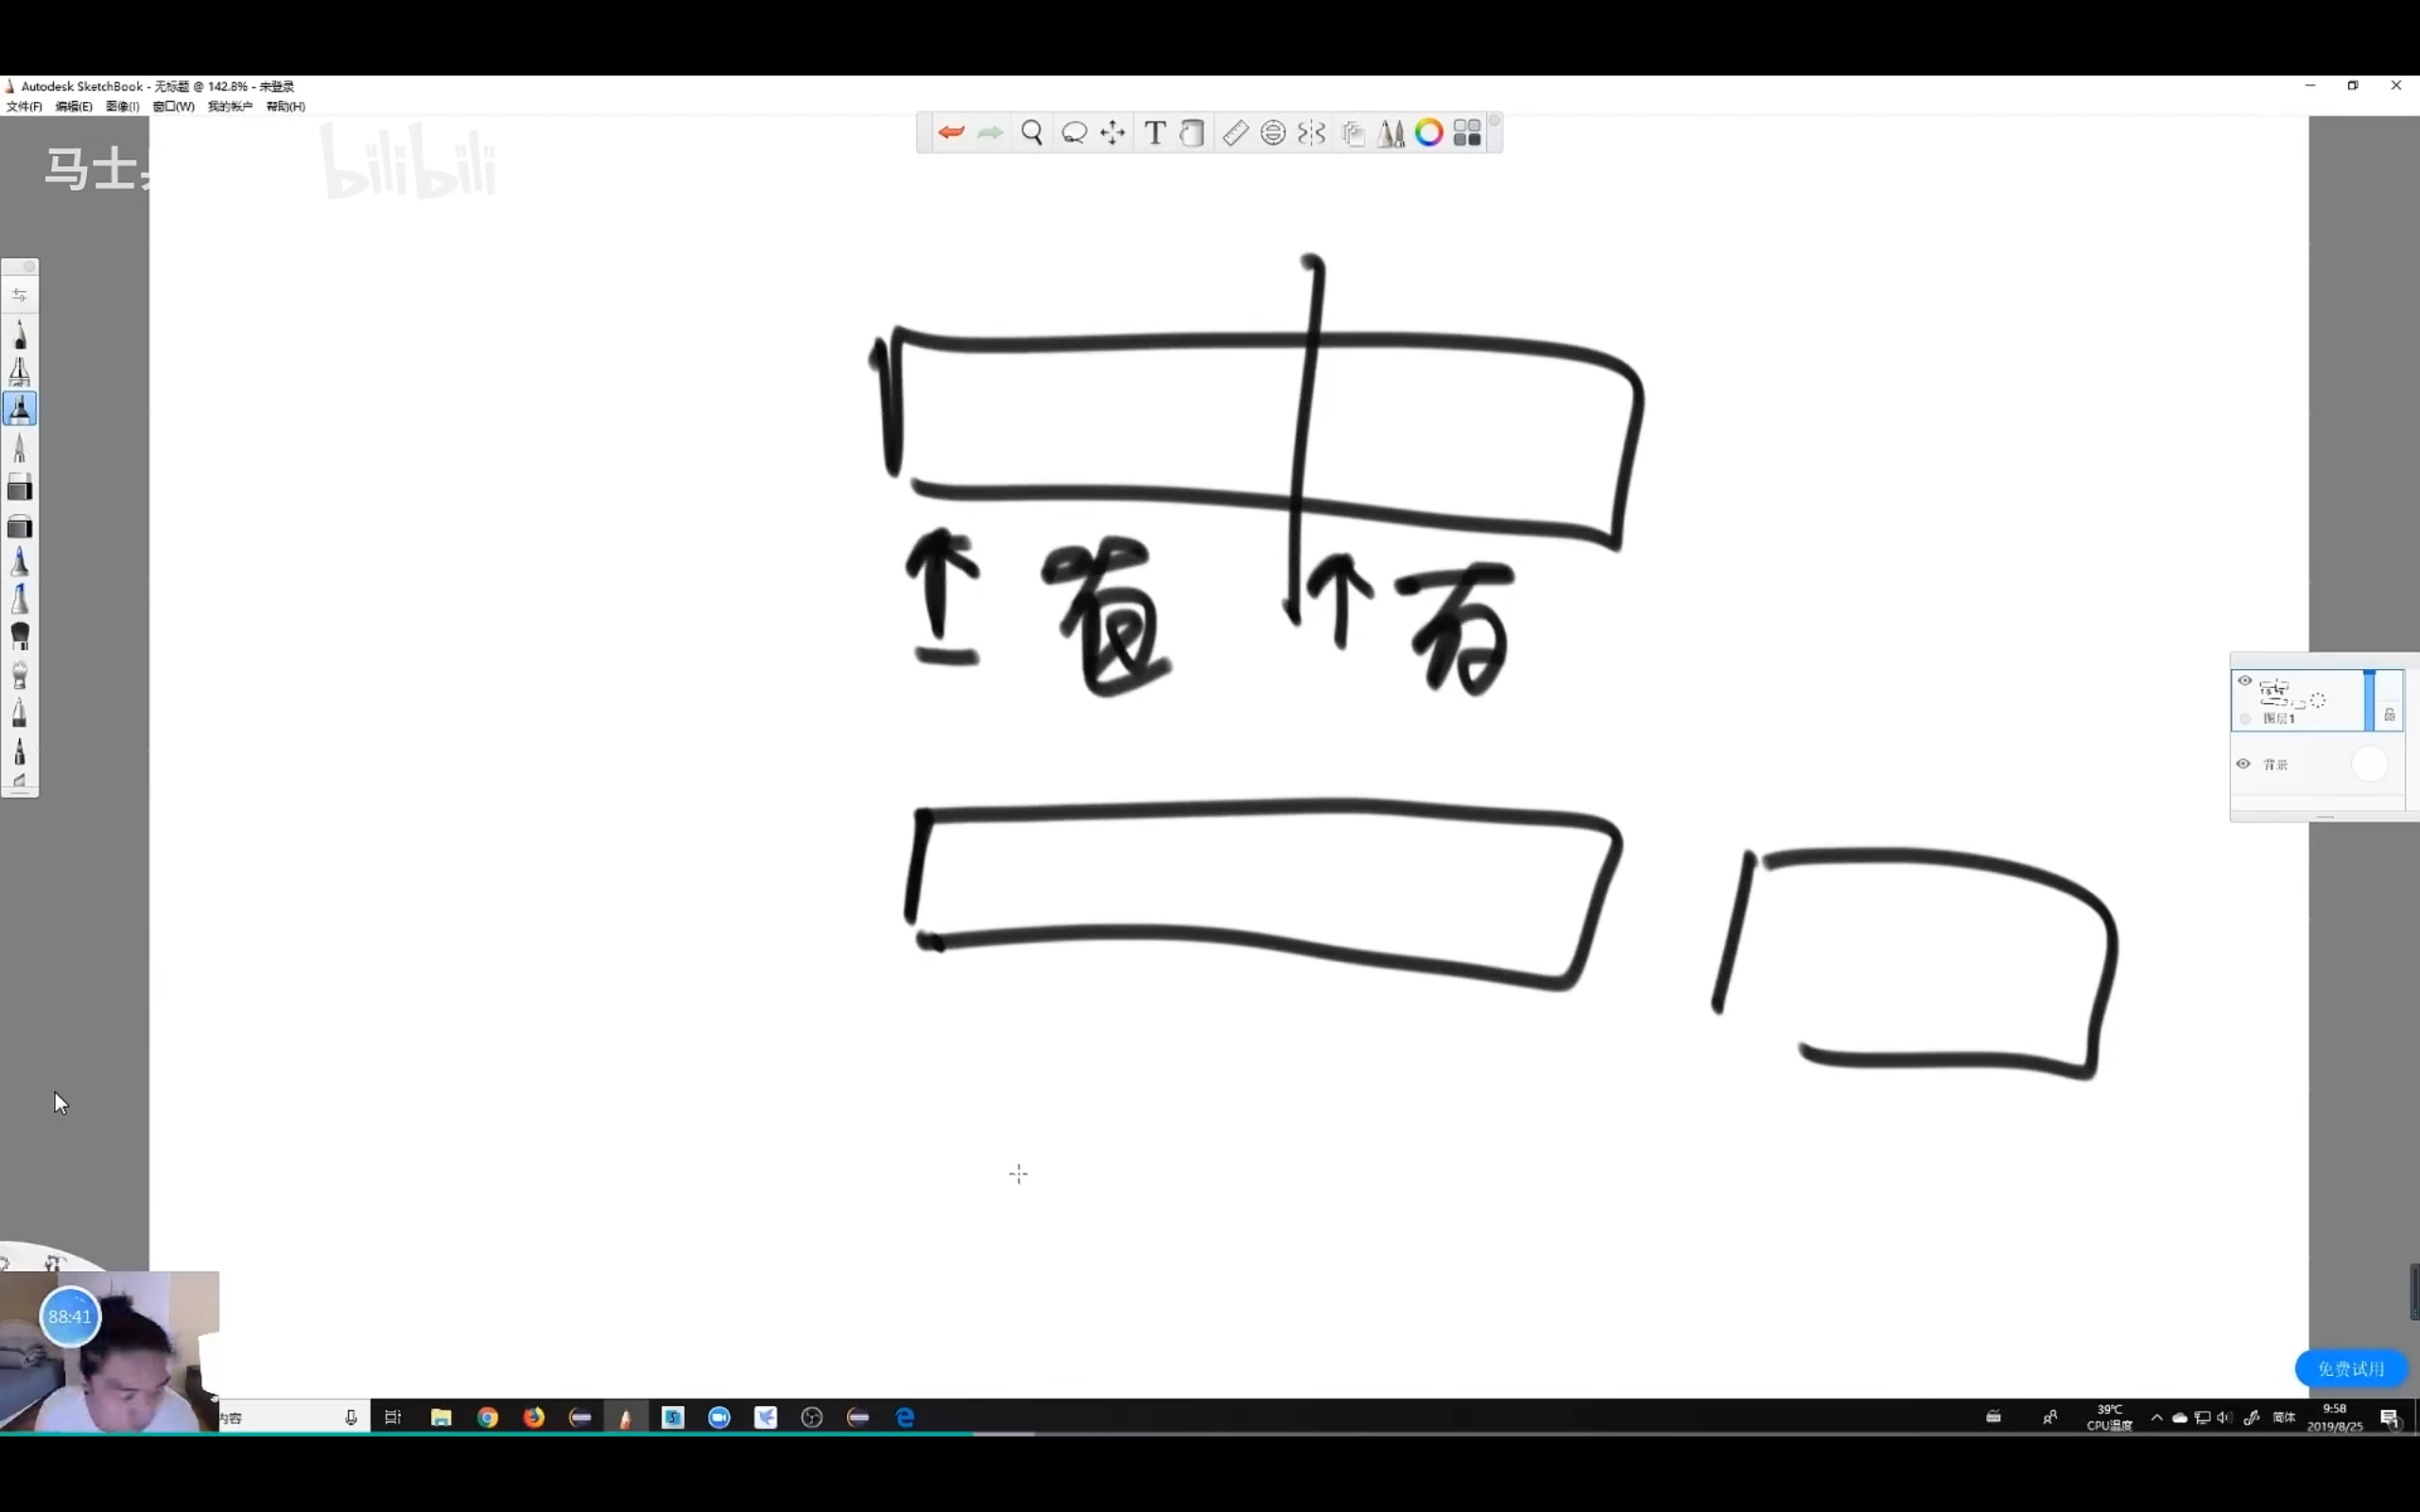 Autodesk SketchBook - 无标题 @ 142.8% - 未登录
文件(F) 编辑(E) 图像(I) 窗口(W) 我的帐户 帮助(H)
马士
bilibili
T
图层1
背景
88:41
免费试用
内容
39℃
CPU温度
简体
9:58
2019/8/25
1